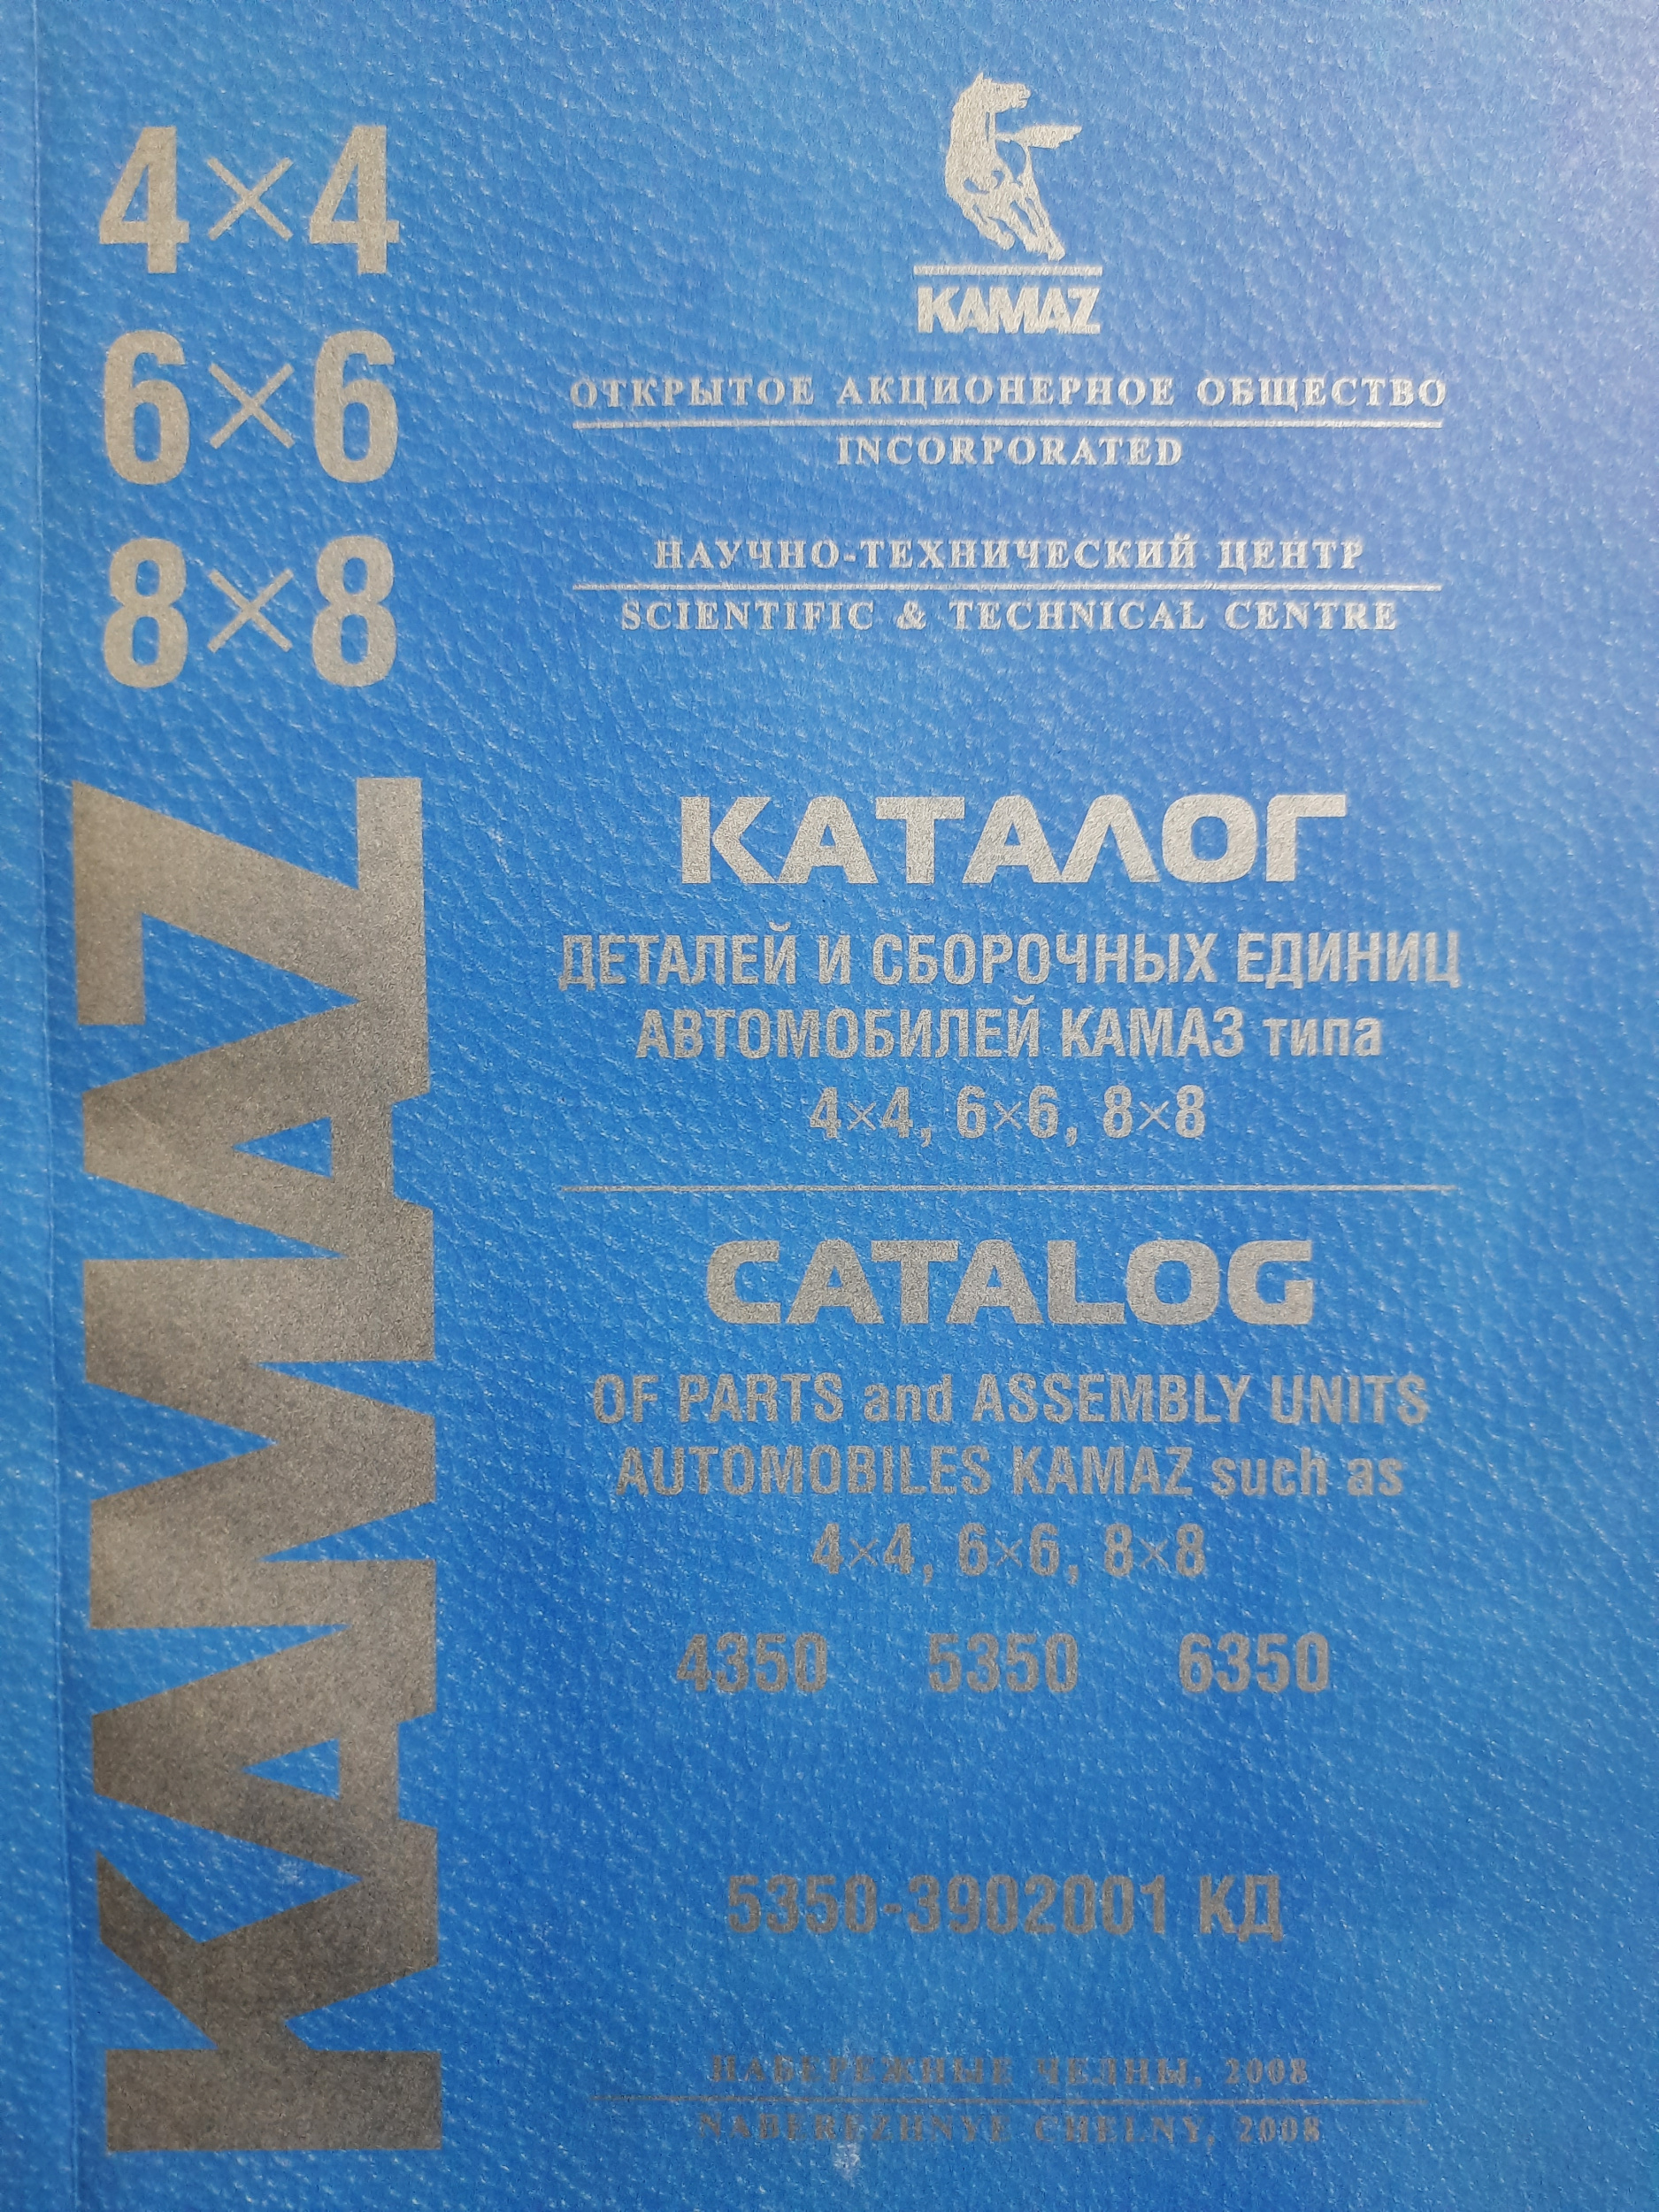 4×4
6×6
8×8
KAMAZ
KAMAZ
ОТКРЫТОЕ АКЦИОНЕРНОЕ ОБЩЕСТВО
INCORPORATED
НАУЧНО-ТЕХНИЧЕСКИЙ ЦЕНТР
SCIENTIFIC & TECHNICAL CENTRE
КАТАЛОГ
ДЕТАЛЕЙ И СБОРОЧНЫХ ЕДИНИЦ
АВТОМОБИЛЕЙ КАМАЗ типа
4×4, 6×6, 8×8
CATALOG
OF PARTS and ASSEMBLY UNITS
AUTOMOBILES KAMAZ such as
4×4, 6×6, 8×8
4350 5350 6350
5350-3902001 КД
НАБЕРЕЖНЫЕ ЧЕЛНЫ, 2008
NABEREZHNYE CHELNY, 2008